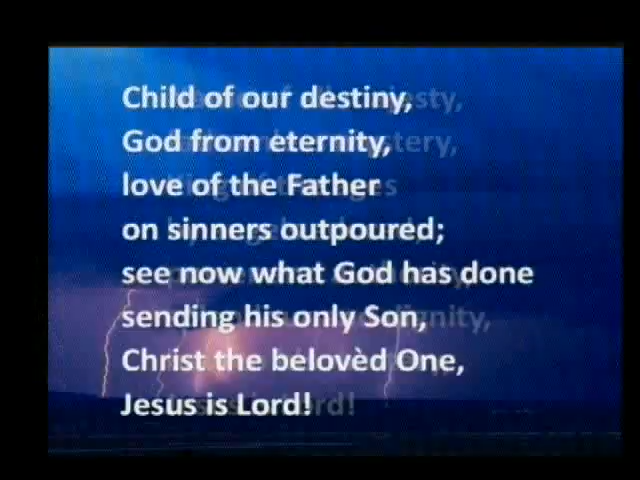 Child of our destiny,
God from eternity,
love of the Father
on sinners outpoured;
see now what God has done
sending his only Son,
Christ the belovèd One,
Jesus is Lord!